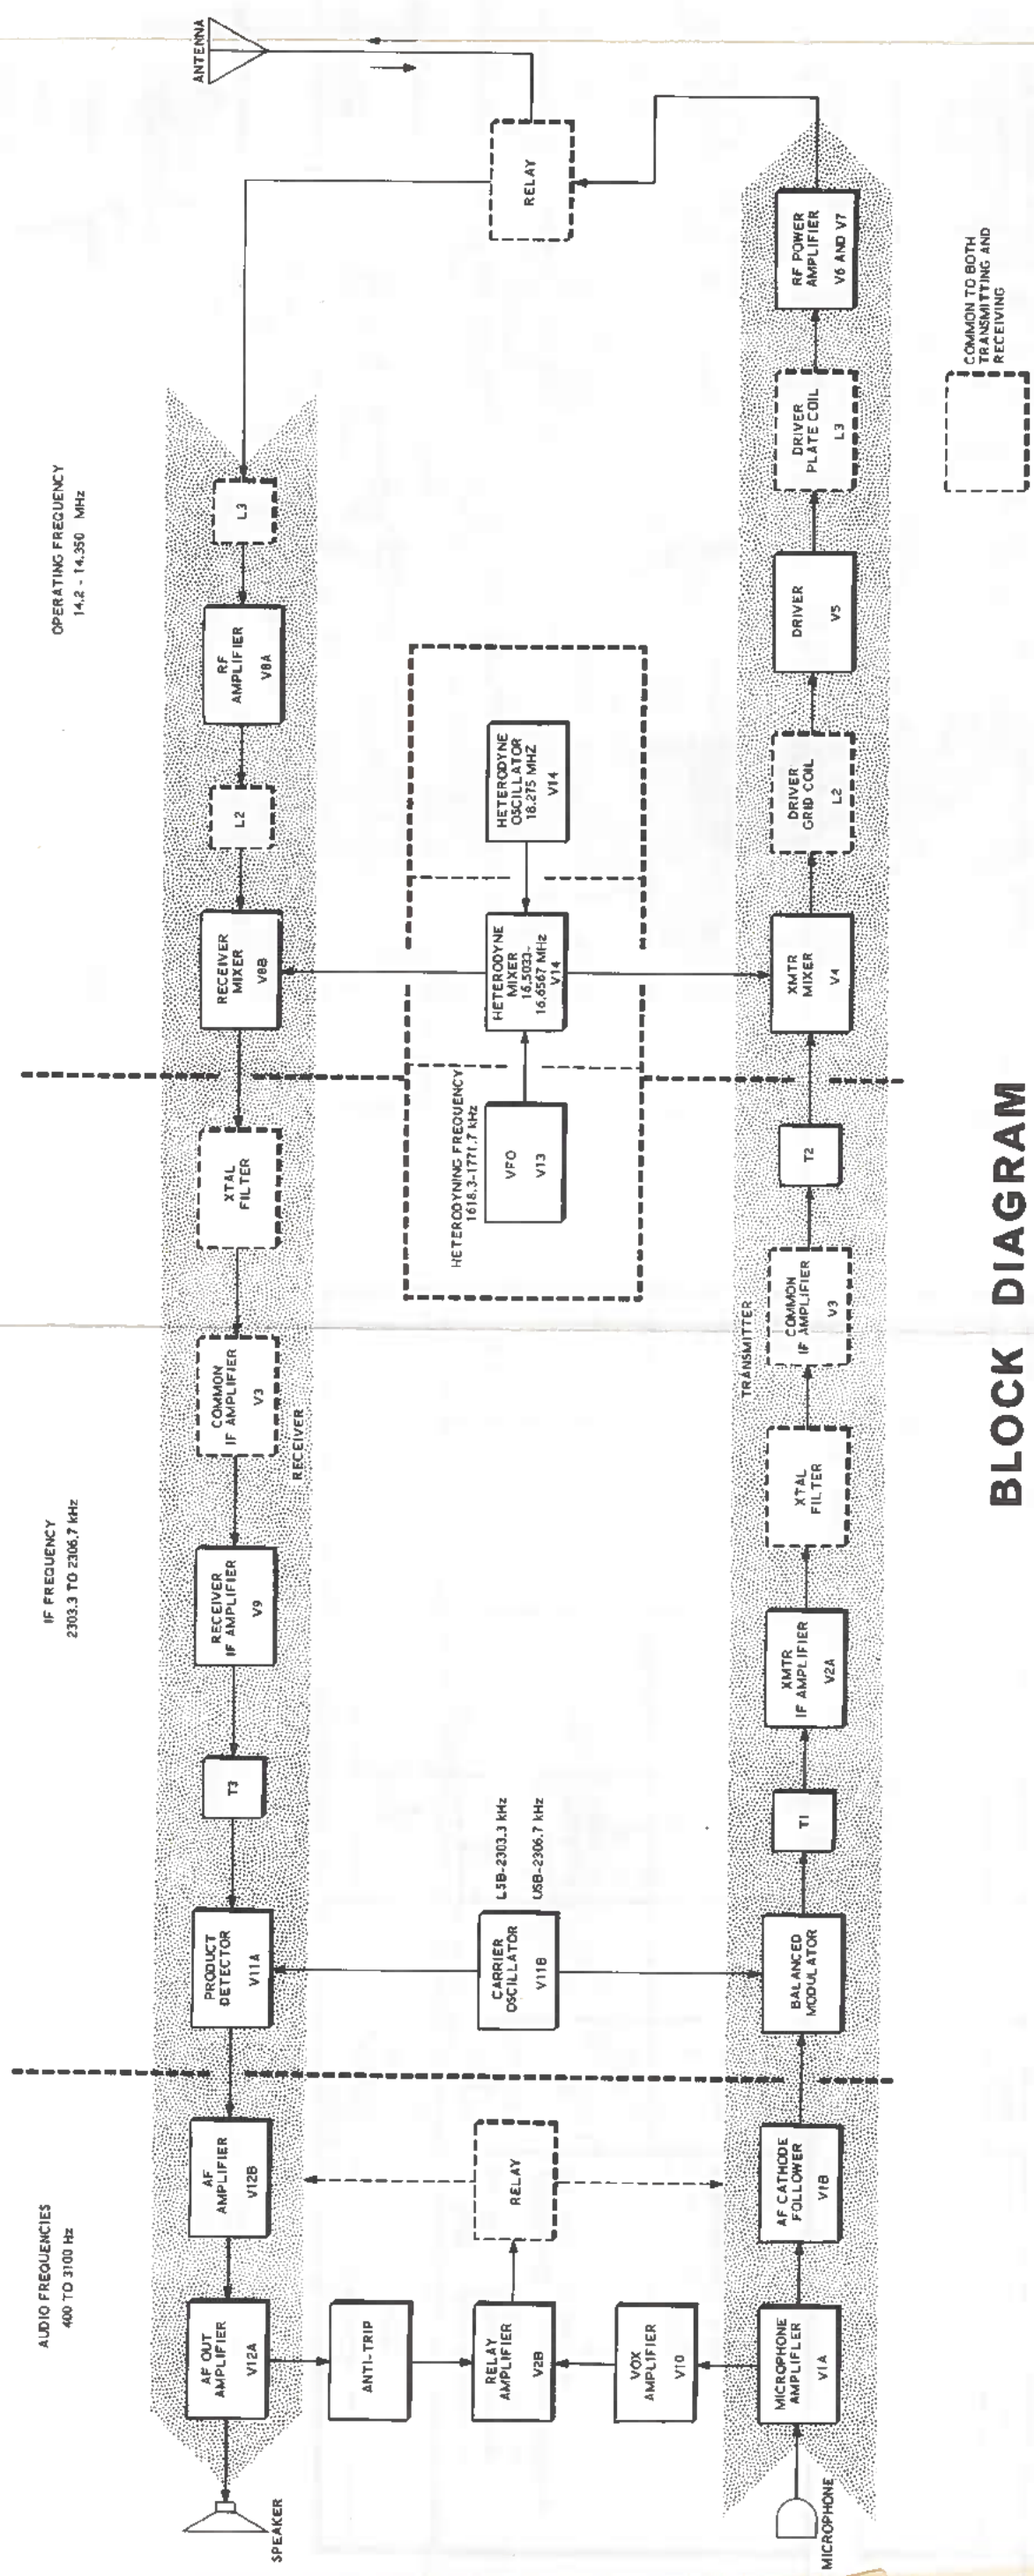 AUDIO FREQUENCIES
400 TO 3100 Hz
IF FREQUENCY
2303.3 TO 2306.7 kHz
OPERATING FREQUENCY
14.2 - 14.350 MHz
ANTENNA
SPEAKER
AF OUT
AMPLIFIER
V12A
AF
AMPLIFIER
V12B
PRODUCT
DETECTOR
V11A
T3
RECEIVER
IF AMPLIFIER
V9
COMMON
IF AMPLIFIER
V3
XTAL
FILTER
RECEIVER
MIXER
V8B
L2
RF
AMPLIFIER
V8A
L3
RECEIVER
ANTI-TRIP
RELAY
AMPLIFIER
V2B
RELAY
VOX
AMPLIFIER
V10
CARRIER
OSCILLATOR
V11B
LSB-2303.3 kHz
USB-2306.7 kHz
HETERODYNING FREQUENCY
1618.3-1771.7 kHz
VFO
V13
HETERODYNE
MIXER
16.5033-
16.6567 MHz
V14
HETERODYNE
OSCILLATOR
18.275 MHZ
V14
RELAY
TRANSMITTER
MICROPHONE
MICROPHONE
AMPLIFLER
V1A
AF CATHODE
FOLLOWER
V1B
BALANCED
MODULATOR
T1
XMTR
IF AMPLIFIER
V2A
XTAL
FILTER
COMMON
IF AMPLIFIER
V3
T2
XMTR
MIXER
V4
DRIVER
GRID COIL
L2
DRIVER
V5
DRIVER
PLATE COIL
L3
RF POWER
AMPLIFIER
V6 AND V7
COMMON TO BOTH
TRANSMITTING AND
RECEIVING
BLOCK DIAGRAM